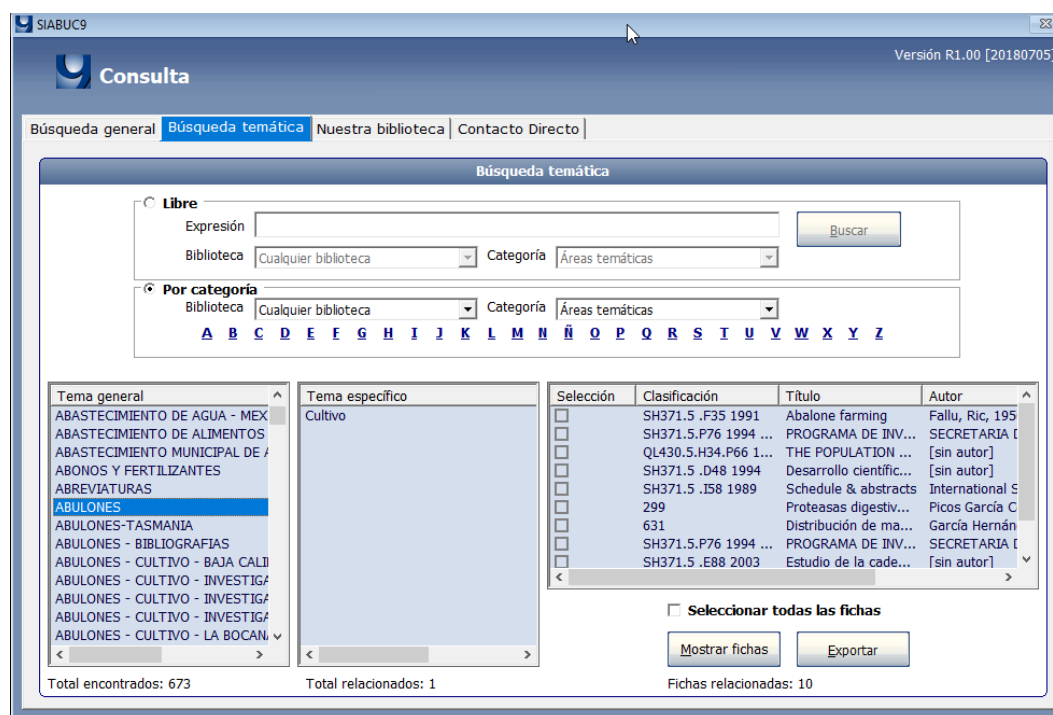 SIABUC9
Versión R1.00 [20180705]
Consulta
Búsqueda general Búsqueda temática Nuestra biblioteca Contacto Directo
Búsqueda temática
Libre
Expresión
Buscar
Biblioteca Cualquier biblioteca Categoría Áreas temáticas
Por categoría
Biblioteca Cualquier biblioteca Categoría Áreas temáticas
A B C D E F G H I J K L M N Ñ O P Q R S T U V W X Y Z
Tema general
ABASTECIMIENTO DE AGUA - MEX
ABASTECIMIENTO DE ALIMENTOS
ABASTECIMIENTO MUNICIPAL DE A
ABONOS Y FERTILIZANTES
ABREVIATURAS
ABULONES
ABULONES-TASMANIA
ABULONES - BIBLIOGRAFIAS
ABULONES - CULTIVO - BAJA CALI
ABULONES - CULTIVO - INVESTIGA
ABULONES - CULTIVO - INVESTIGA
ABULONES - CULTIVO - INVESTIGA
ABULONES - CULTIVO - LA BOCANA
Total encontrados: 673
Tema específico
Cultivo
Total relacionados: 1
Selección Clasificación Título Autor
SH371.5 .F35 1991 Abalone farming Fallu, Ric, 195
SH371.5.P76 1994 ... PROGRAMA DE INV... SECRETARIA D
QL430.5.H34.P66 1... THE POPULATION ... [sin autor]
SH371.5 .D48 1994 Desarrollo científic... [sin autor]
SH371.5 .I58 1989 Schedule & abstracts International S
299 Proteasas digestiv... Picos García C
631 Distribución de ma... García Hernán
SH371.5.P76 1994 ... PROGRAMA DE INV... SECRETARIA D
SH371.5 .E88 2003 Estudio de la cade... [sin autor]
Seleccionar todas las fichas
Mostrar fichas Exportar
Fichas relacionadas: 10